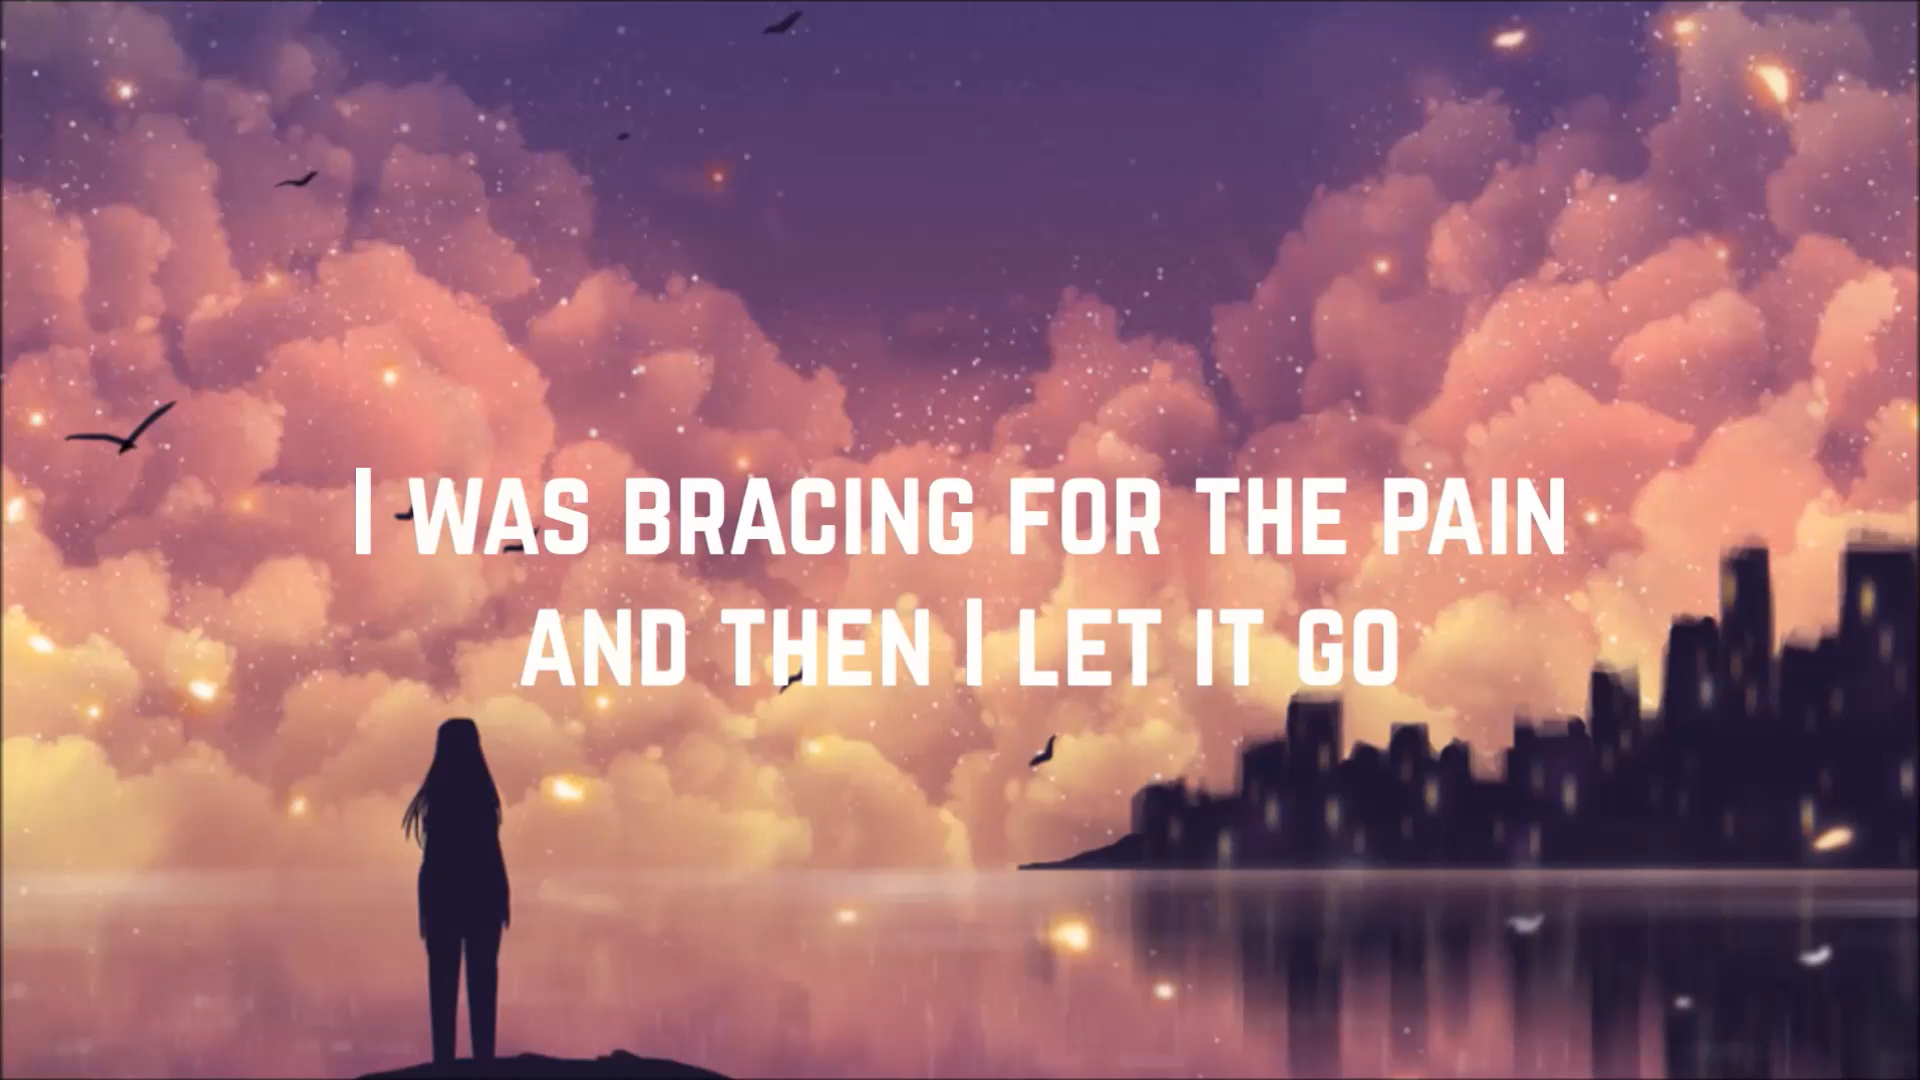 I WAS BRACING FOR THE PAIN
AND THEN I LET IT GO